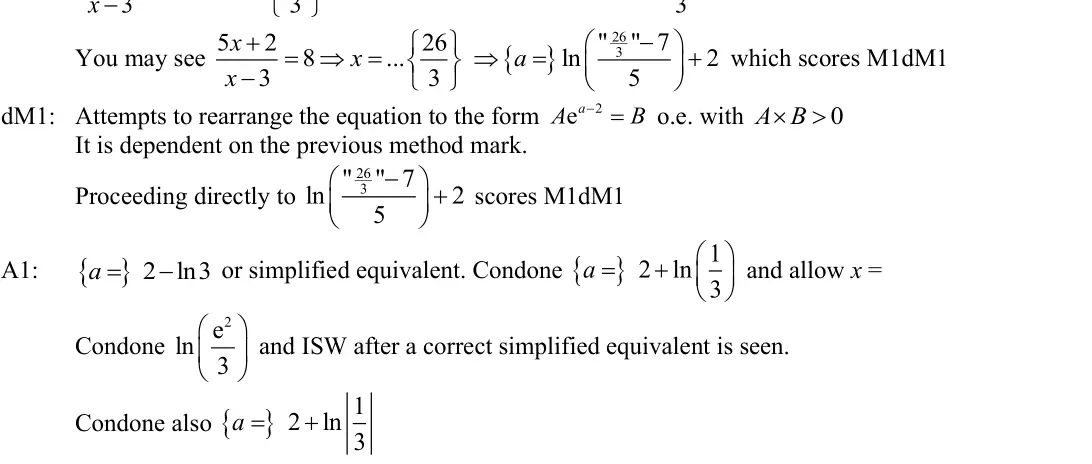 x − 3 { 3 } 3
You may see (5x + 2)/(x − 3) = 8 ⇒ x = ... {26/3} ⇒ {a =} ln(("26/3" − 7)/5) + 2 which scores M1dM1
dM1: Attempts to rearrange the equation to the form Aeᵃ⁻² = B o.e. with A × B > 0
It is dependent on the previous method mark.
Proceeding directly to ln(("26/3" − 7)/5) + 2 scores M1dM1
A1: {a =} 2 − ln 3 or simplified equivalent. Condone {a =} 2 + ln(1/3) and allow x =
Condone ln(e²/3) and ISW after a correct simplified equivalent is seen.
Condone also {a =} 2 + ln|1/3|